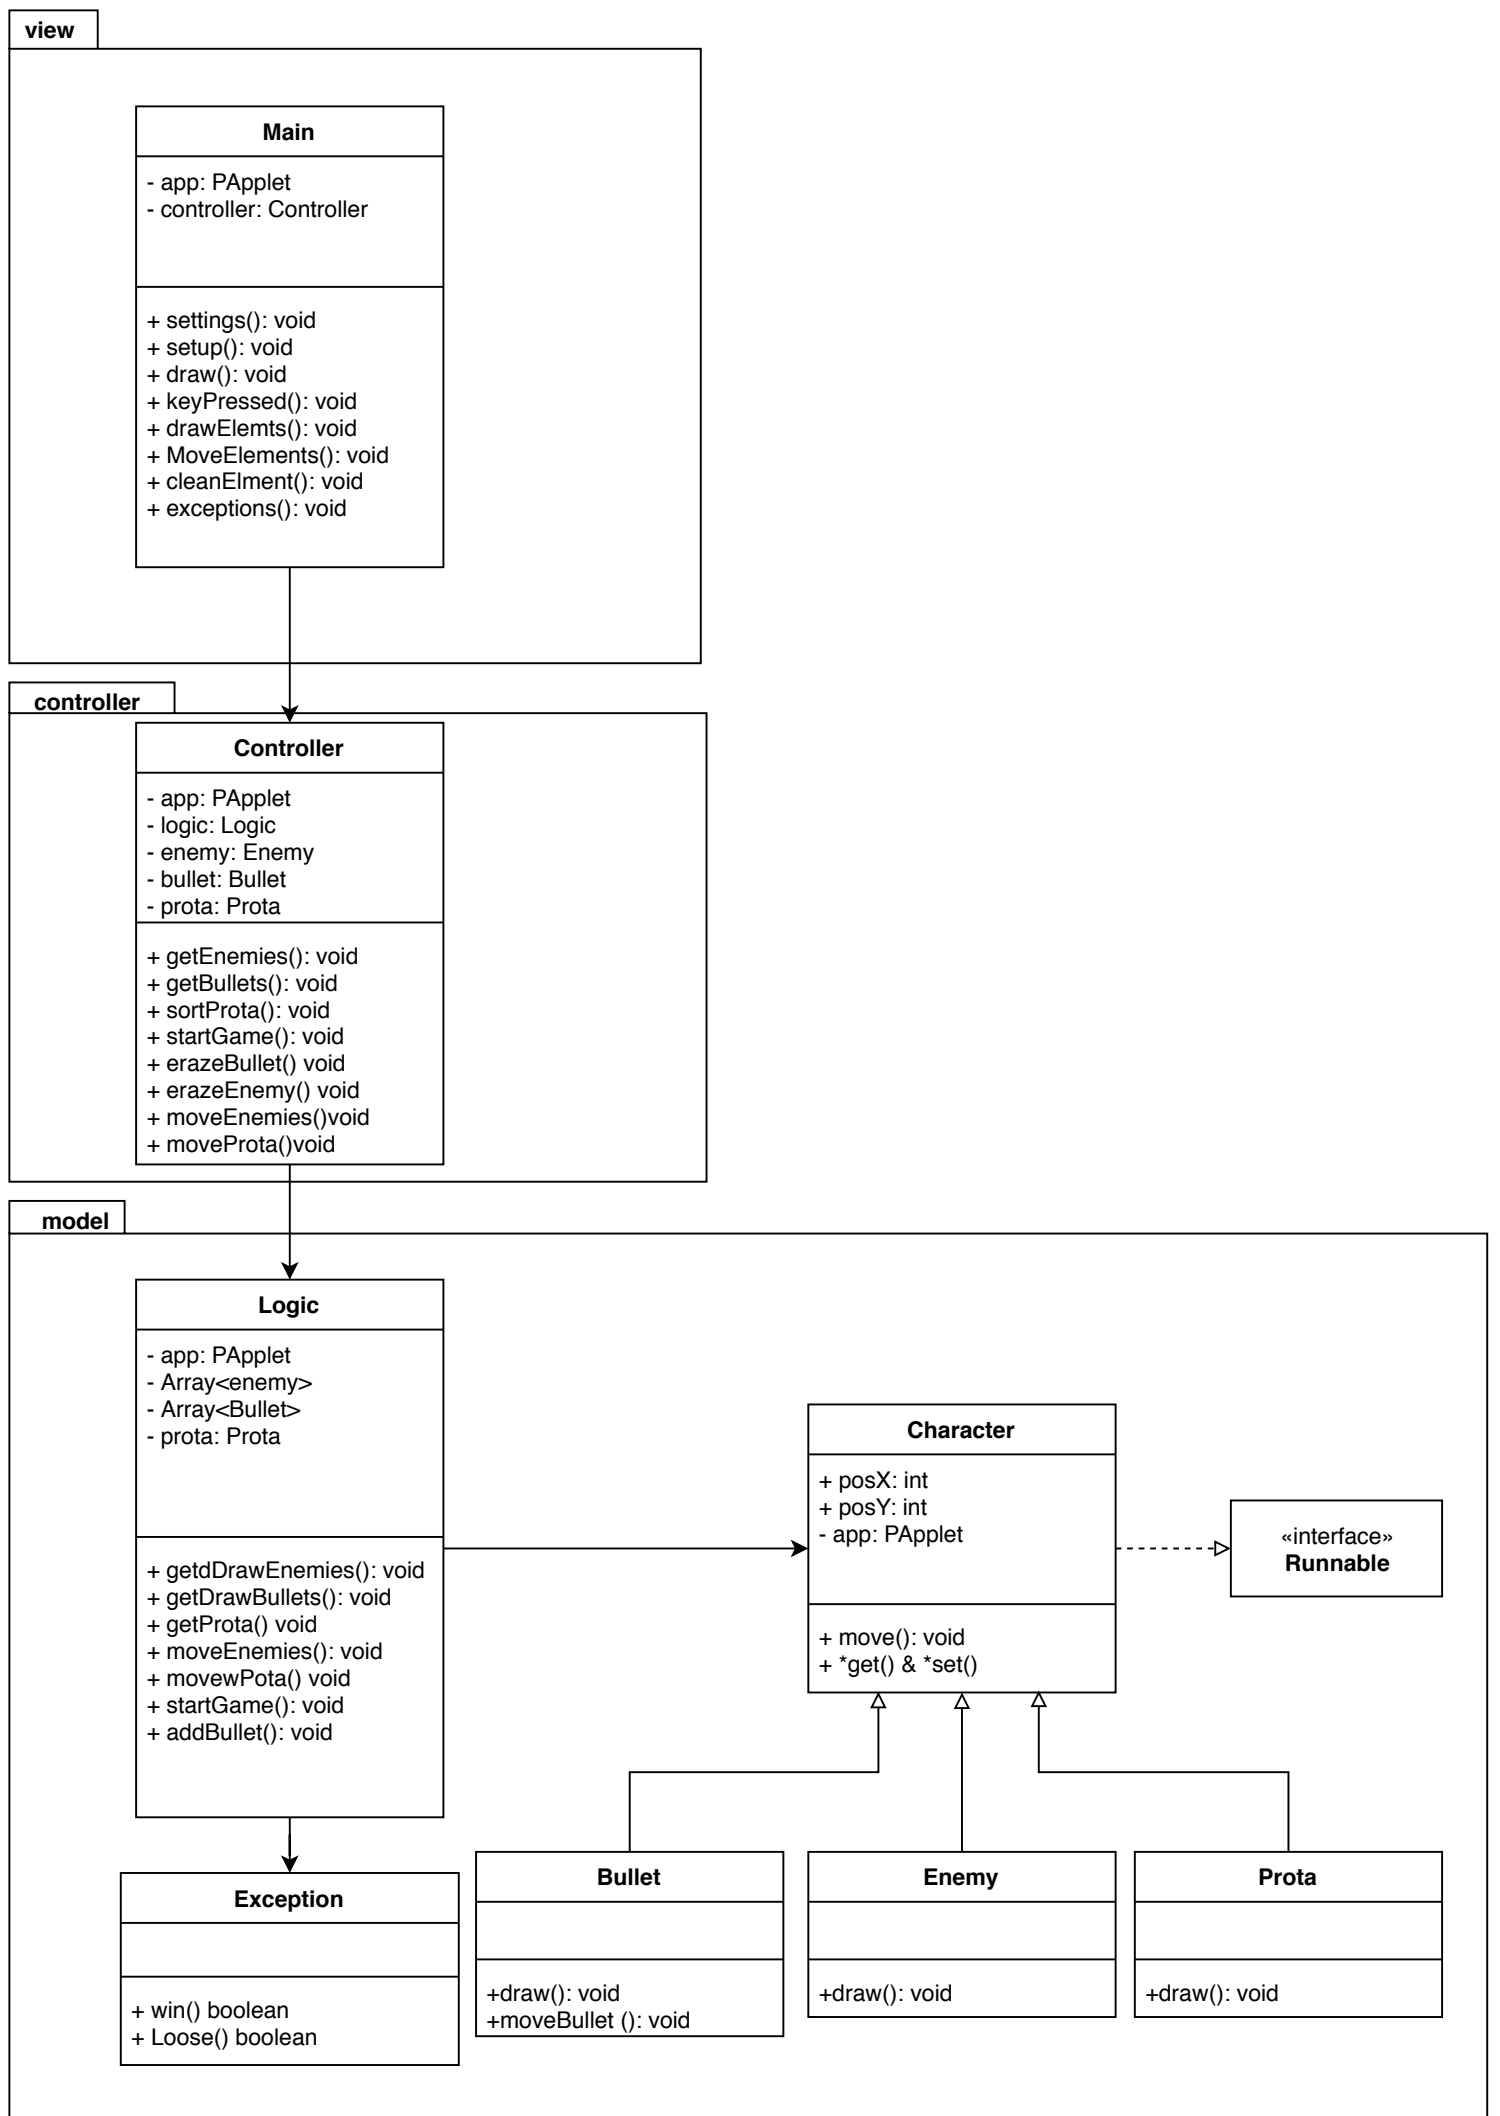 view
Main
- app: PApplet
- controller: Controller
+ settings(): void
+ setup(): void
+ draw(): void
+ keyPressed(): void
+ drawElemts(): void
+ MoveElements(): void
+ cleanElment(): void
+ exceptions(): void
controller
Controller
- app: PApplet
- logic: Logic
- enemy: Enemy
- bullet: Bullet
- prota: Prota
+ getEnemies(): void
+ getBullets(): void
+ sortProta(): void
+ startGame(): void
+ erazeBullet() void
+ erazeEnemy() void
+ moveEnemies()void
+ moveProta()void
model
Logic
- app: PApplet
- Array<enemy>
- Array<Bullet>
- prota: Prota
+ getdDrawEnemies(): void
+ getDrawBullets(): void
+ getProta() void
+ moveEnemies(): void
+ movewPota() void
+ startGame(): void
+ addBullet(): void
Character
+ posX: int
+ posY: int
- app: PApplet
+ move(): void
+ *get() & *set()
«interface»
Runnable
Exception
+ win() boolean
+ Loose() boolean
Bullet
+draw(): void
+moveBullet (): void
Enemy
+draw(): void
Prota
+draw(): void